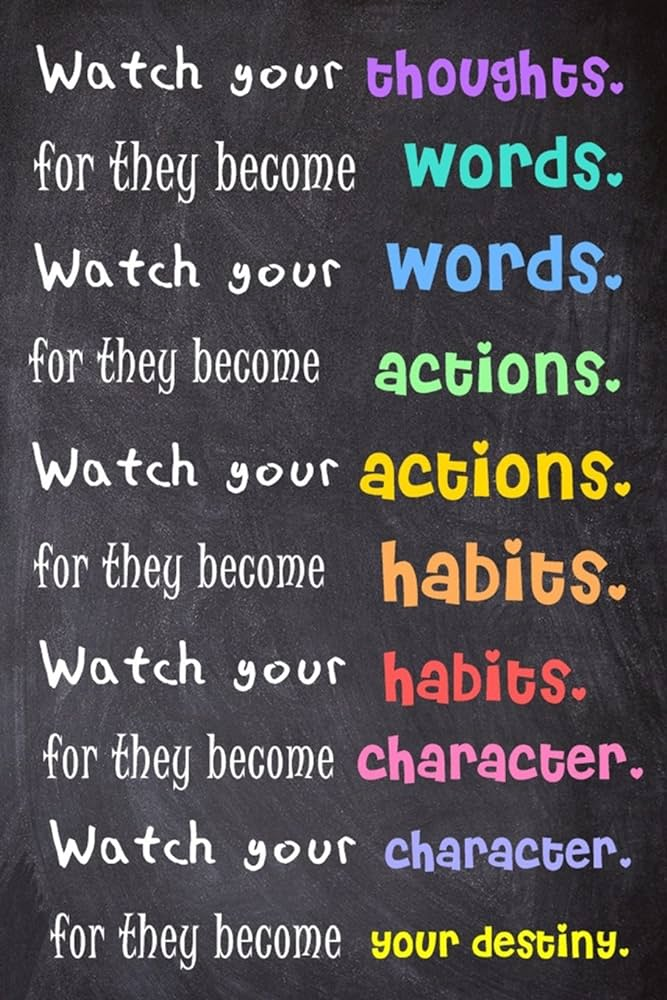 Watch your thoughts.
for they become words.
Watch your words.
for they become actions.
Watch your actions.
for they become habits.
Watch your habits.
for they become character.
Watch your character.
for they become your destiny.